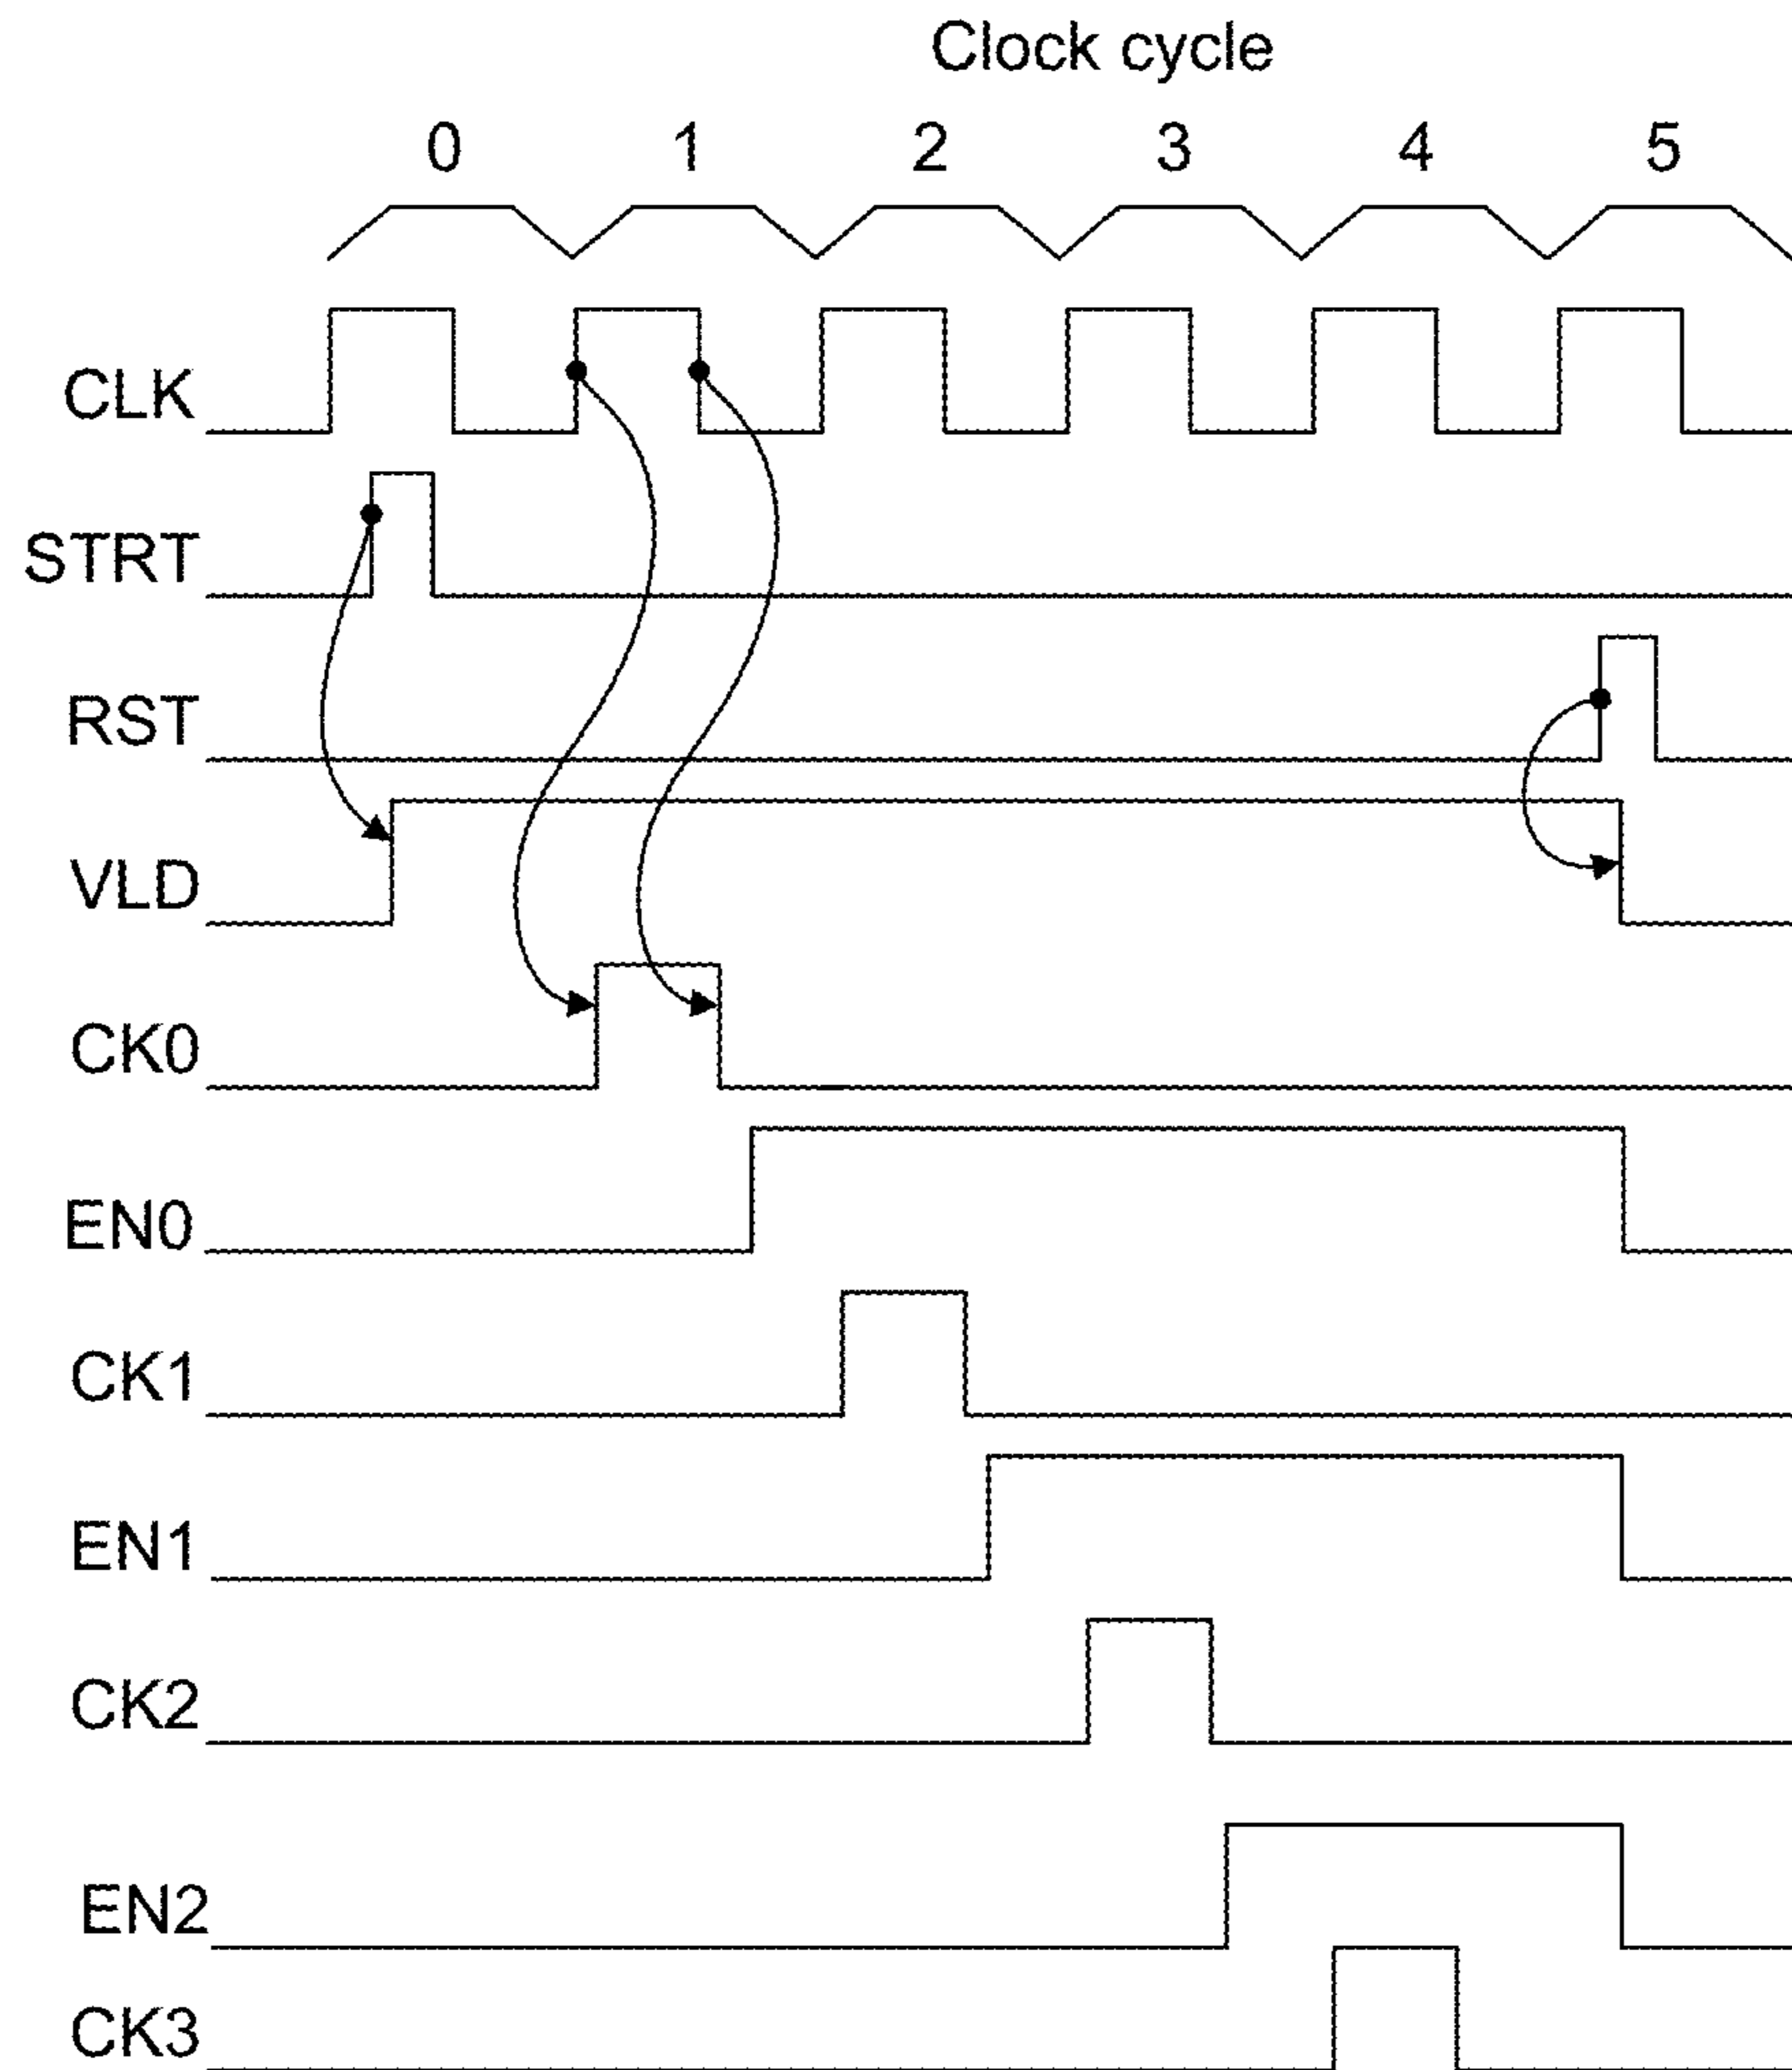 Clock cycle
0 1 2 3 4 5
CLK
STRT
RST
VLD
CK0
EN0
CK1
EN1
CK2
EN2
CK3